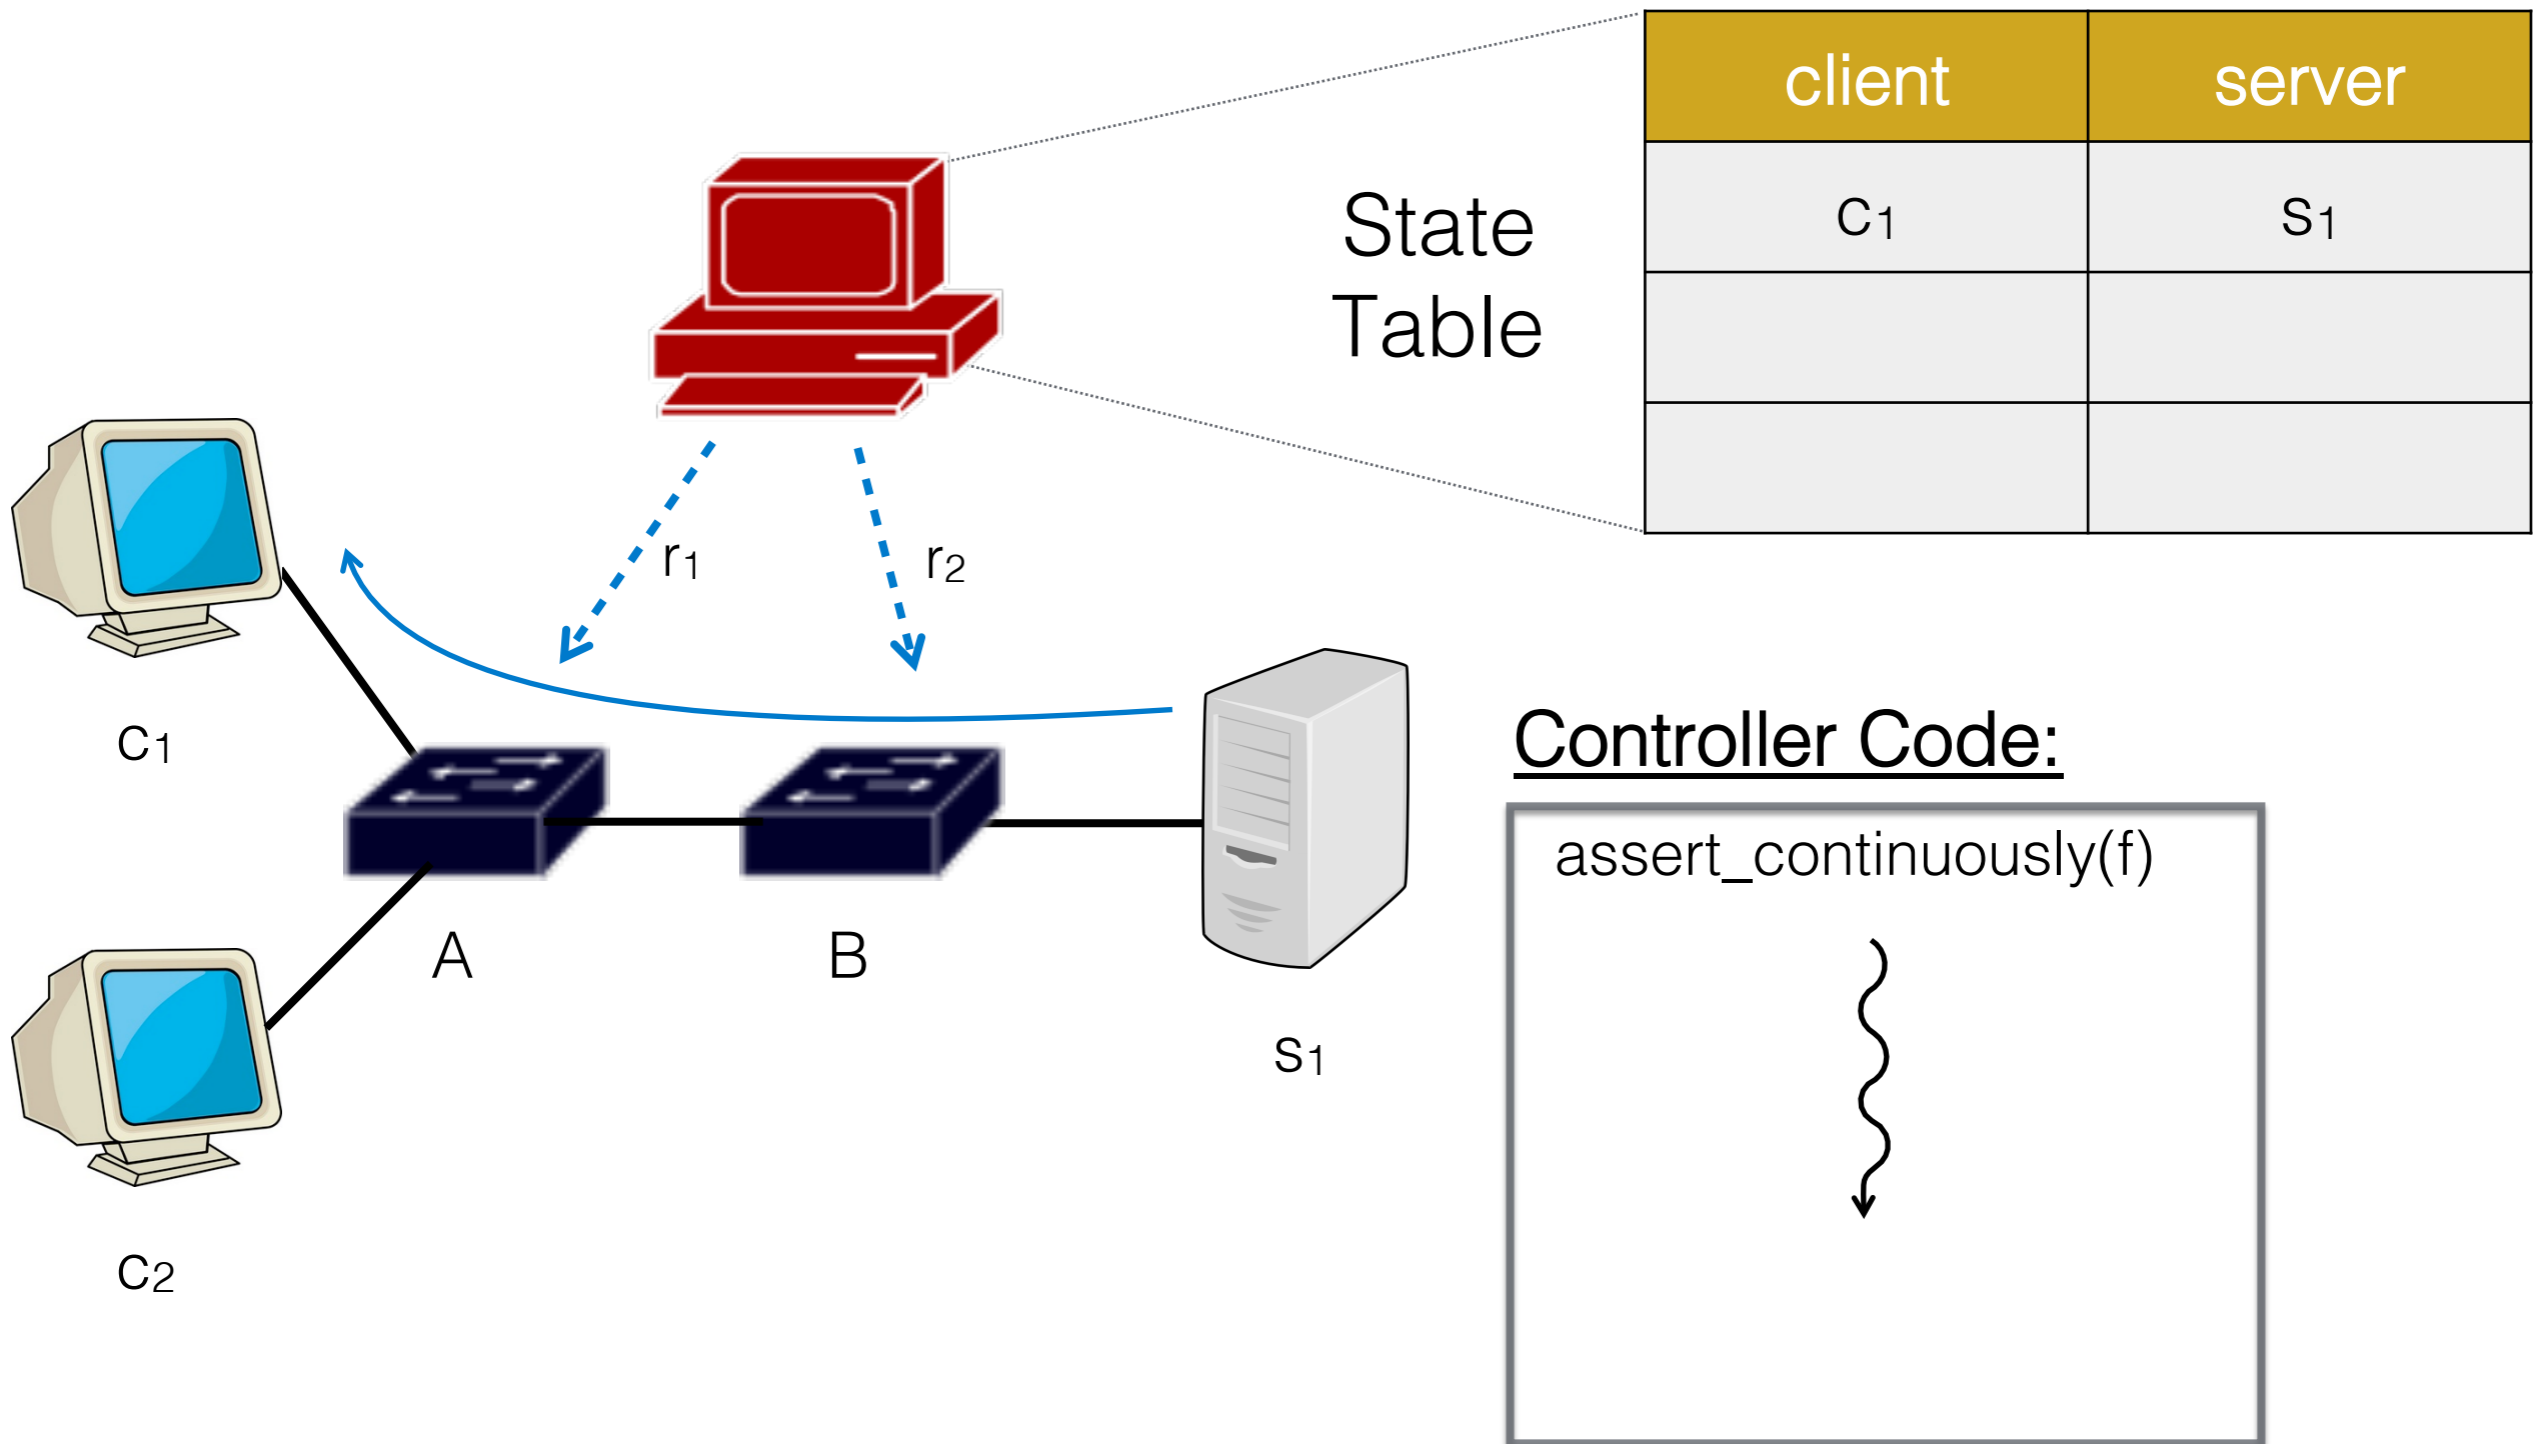 client server
State
Table
C1 S1
r1 r2
C1
Controller Code:
assert_continuously(f)
A B
S1
C2